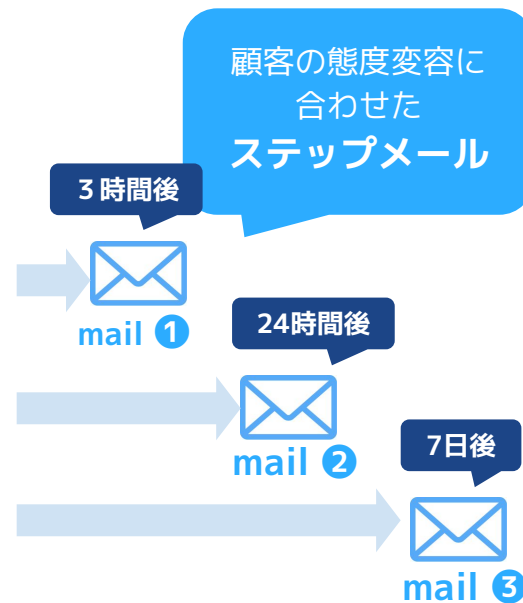 顧客の態度変容に
合わせた
ステップメール
３時間後
mail ❶
24時間後
mail ❷
7日後
mail ❸